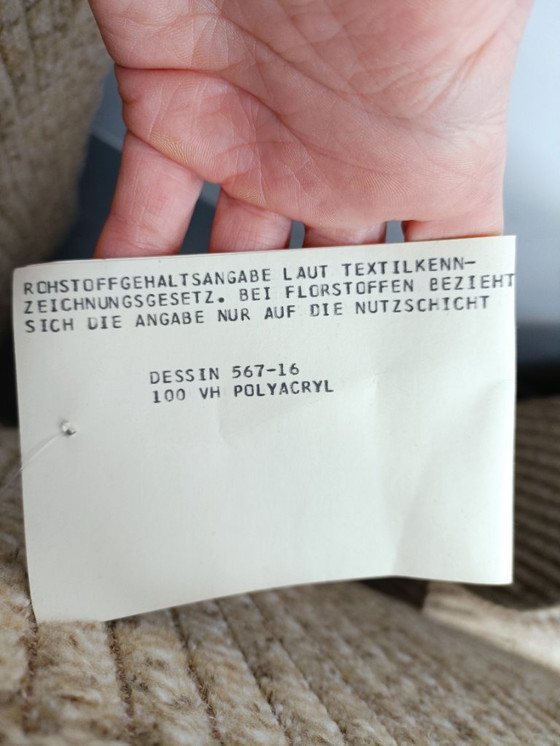 ROHSTOFFGEHALTSANGABE LAUT TEXTILKENN-
ZEICHNUNGSGESETZ. BEI FLORSTOFFEN BEZIEHT
SICH DIE ANGABE NUR AUF DIE NUTZSCHICHT
DESSIN 567-16
100 VH POLYACRYL